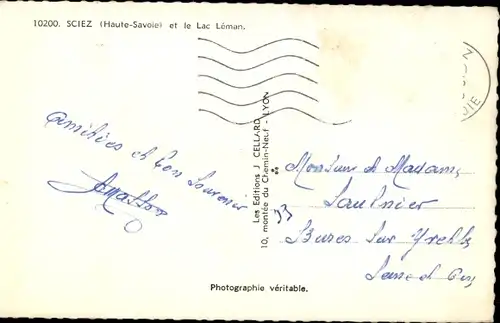 10200. SCIEZ (Haute-Savoie) et le Lac Léman.
Amitiés et bon souvenir
Les Editions J. CELLARD
10, montée du Chemin-Neuf - LYON
Monsieur et Madame
Saulnier
33
Bures sur Yvette
Seine et Oise
Photographie véritable.